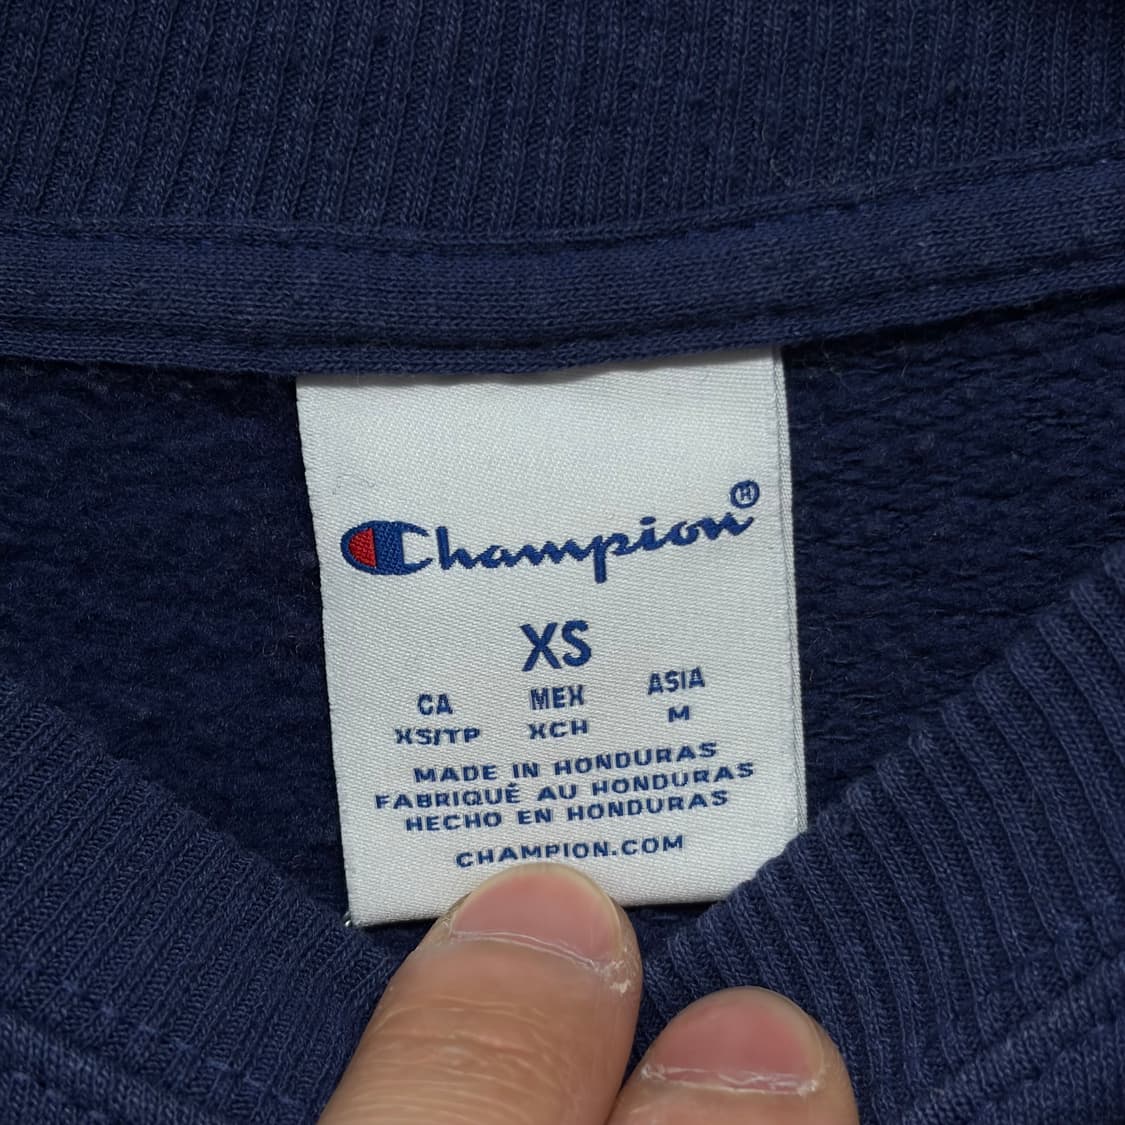 Champion®
XS
CA MEX ASIA
XS/TP XCH M
MADE IN HONDURAS
FABRIQUÉ AU HONDURAS
HECHO EN HONDURAS
CHAMPION.COM